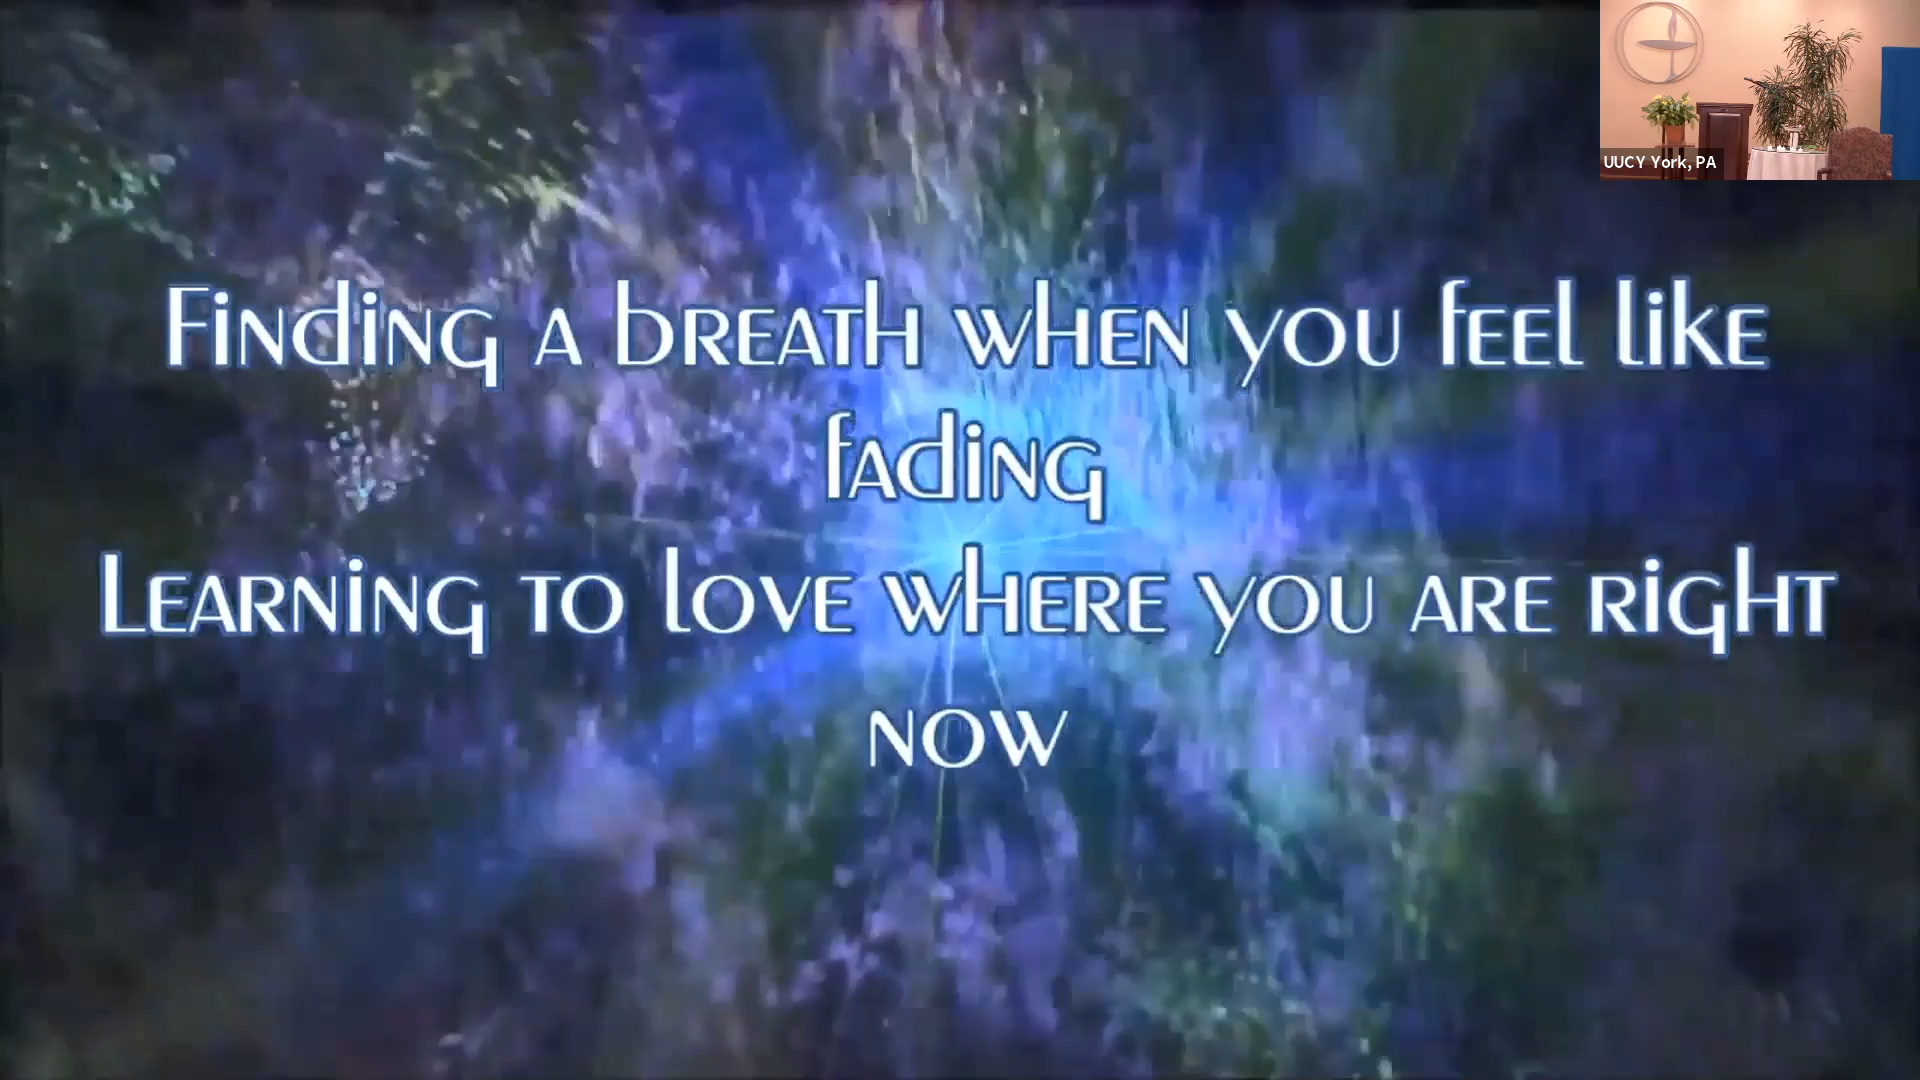 Finding a breath when you feel like
fading
Learning to love where you are right
now
UUCY York, PA